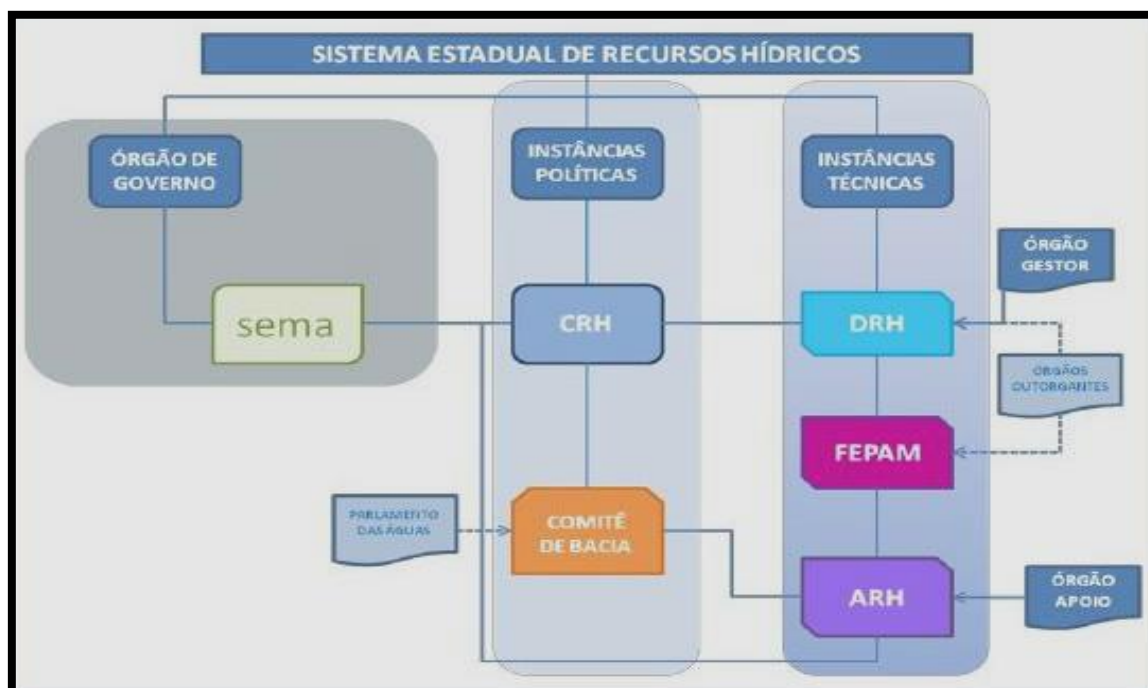 SISTEMA ESTADUAL DE RECURSOS HÍDRICOS
ÓRGÃO DE
GOVERNO
INSTÂNCIAS
POLÍTICAS
INSTÂNCIAS
TÉCNICAS
ÓRGÃO
GESTOR
sema
CRH
DRH
ÓRGÃOS
OUTORGANTES
FEPAM
PARLAMENTO
DAS ÁGUAS
COMITÊ
DE BACIA
ARH
ÓRGÃO
APOIO